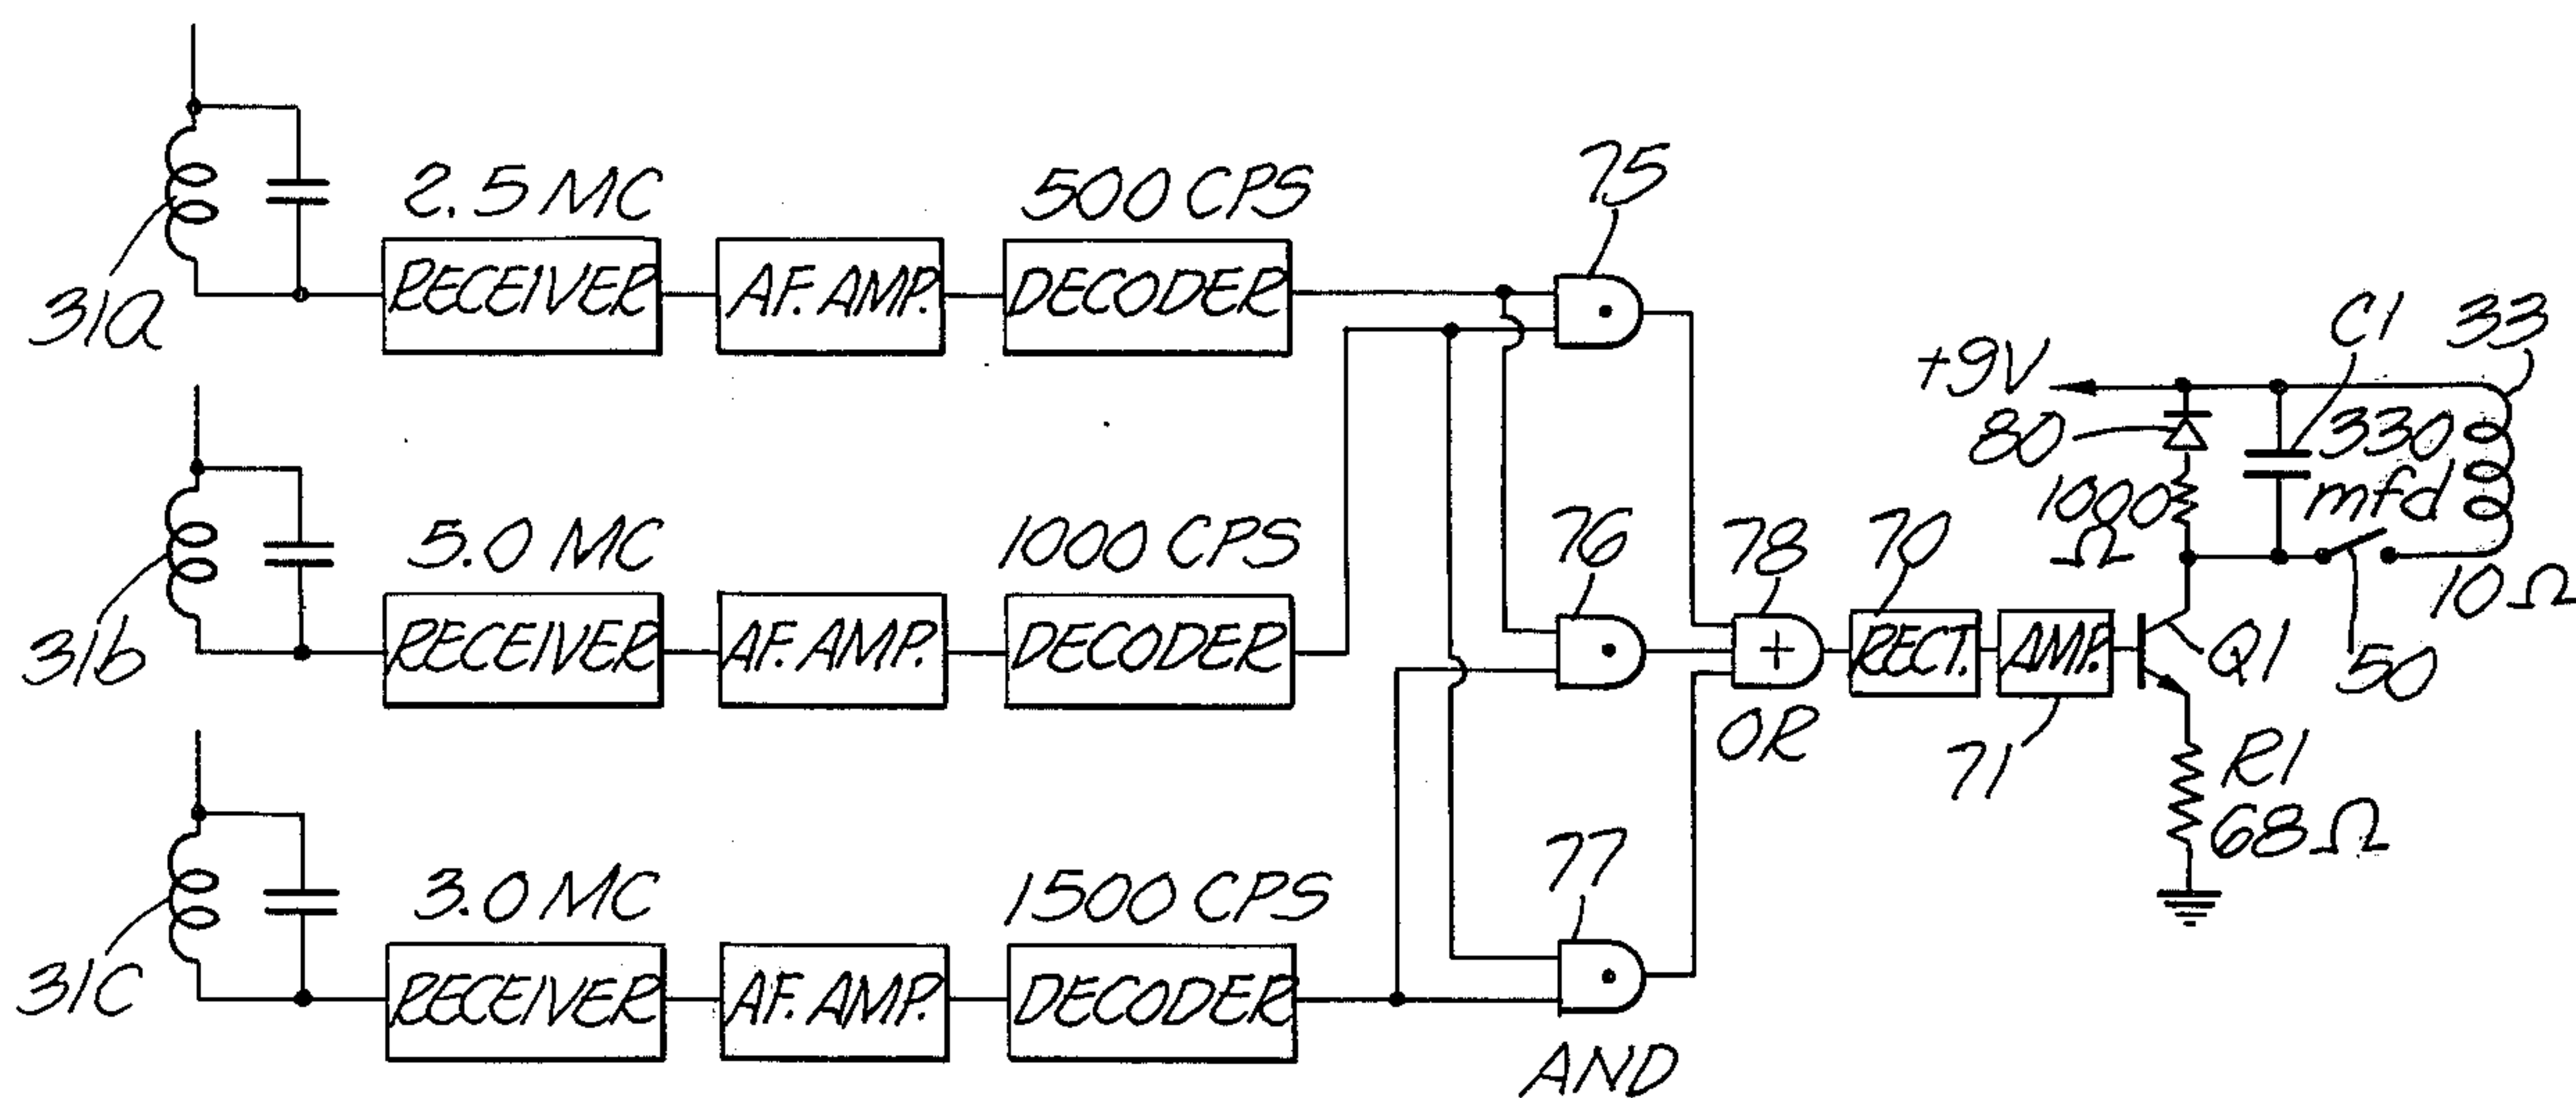 31a
2.5 MC
RECEIVER
AF. AMP.
500 CPS
DECODER
75
31b
5.0 MC
RECEIVER
AF. AMP.
1000 CPS
DECODER
76
78
OR
70
RECT.
AMP.
71
31c
3.0 MC
RECEIVER
AF. AMP.
1500 CPS
DECODER
77
AND
+9V
80
1000
Ω
C1
330
mfd
33
10Ω
50
Q1
R1
68Ω